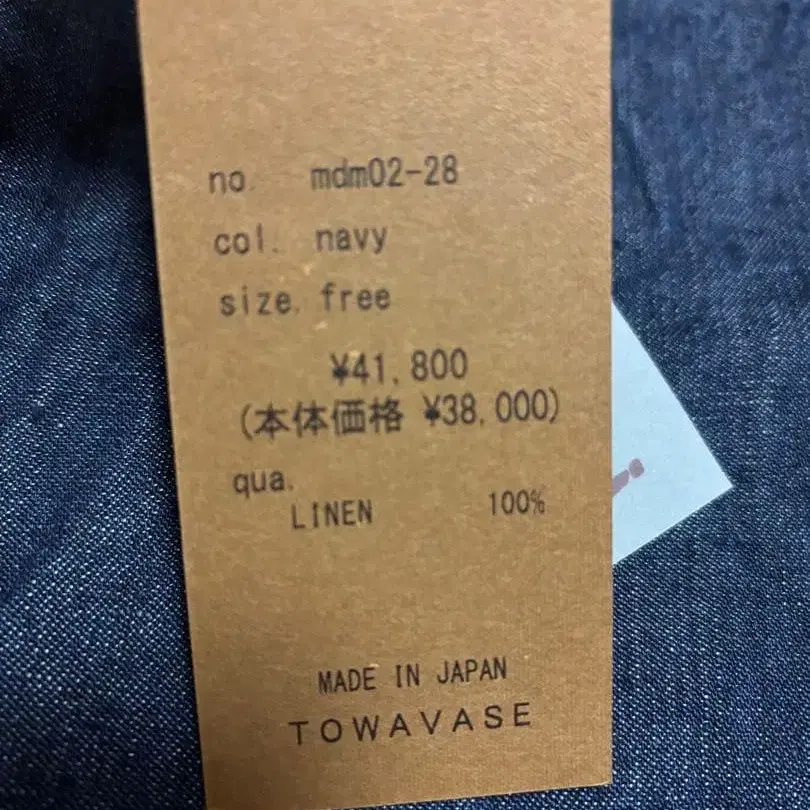 no. mdm02-28
col. navy
size. free
¥41,800
(本体価格 ¥38,000)
qua.
LINEN 100%
MADE IN JAPAN
TOWAVASE